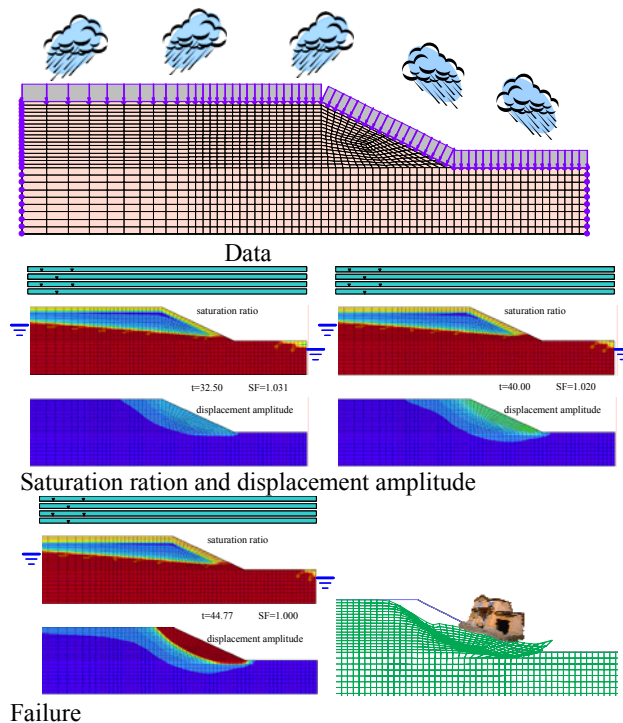 Data
saturation ratio
saturation ratio
t=32.50 SF=1.031
t=40.00 SF=1.020
displacement amplitude
displacement amplitude
Saturation ration and displacement amplitude
saturation ratio
t=44.77 SF=1.000
displacement amplitude
Failure